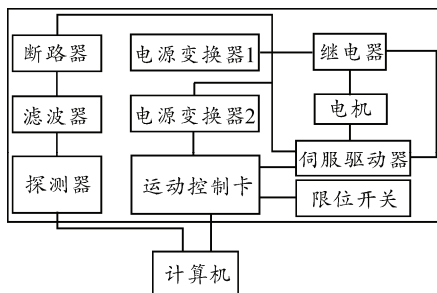 断路器
电源变换器1
继电器
滤波器
电源变换器2
电机
探测器
运动控制卡
伺服驱动器
限位开关
计算机